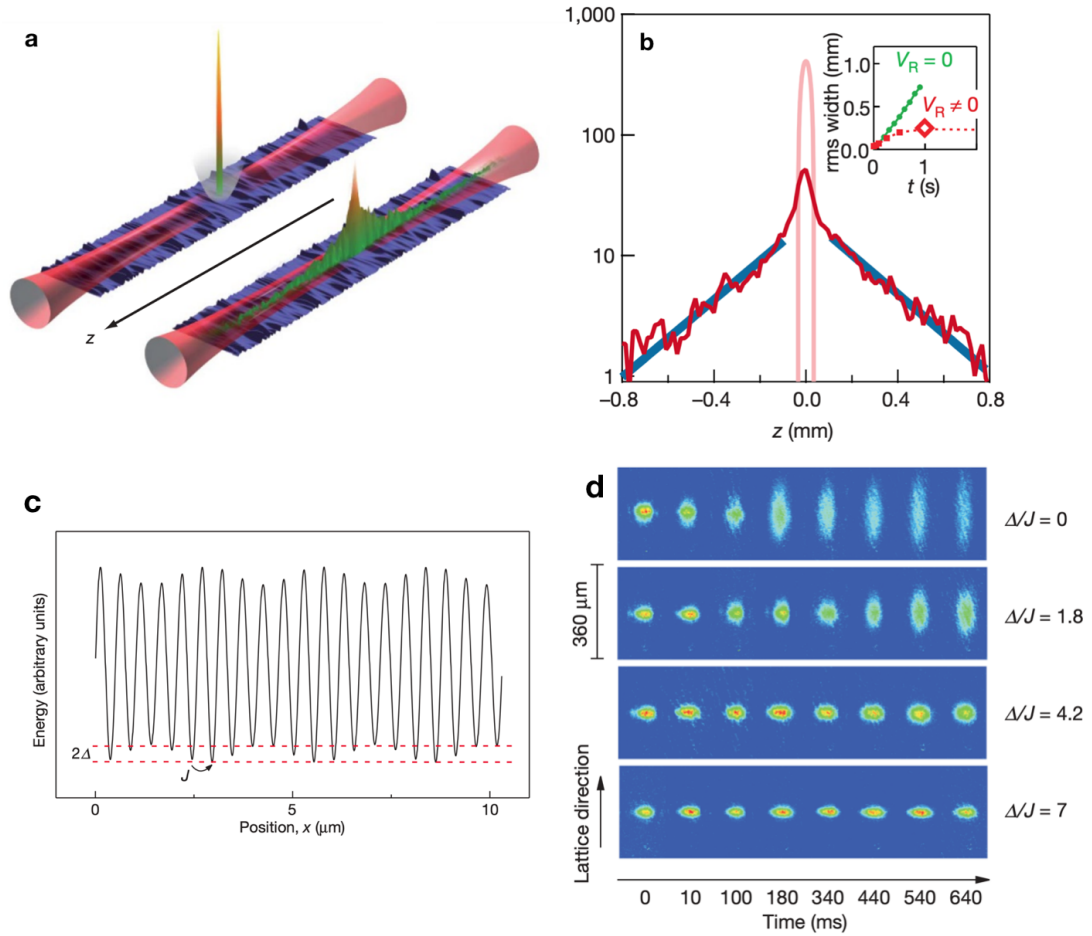 a
z
b
1,000
100
10
1
−0.8
−0.4
0.0
0.4
0.8
z (mm)
rms width (mm)
1.0
0.5
0.0
0
1
t (s)
V_R = 0
V_R ≠ 0
c
Energy (arbitrary units)
2Δ
J
0
5
10
Position, x (μm)
d
Δ/J = 0
360 μm
Δ/J = 1.8
Δ/J = 4.2
Lattice direction
Δ/J = 7
0 10 100 180 340 440 540 640
Time (ms)